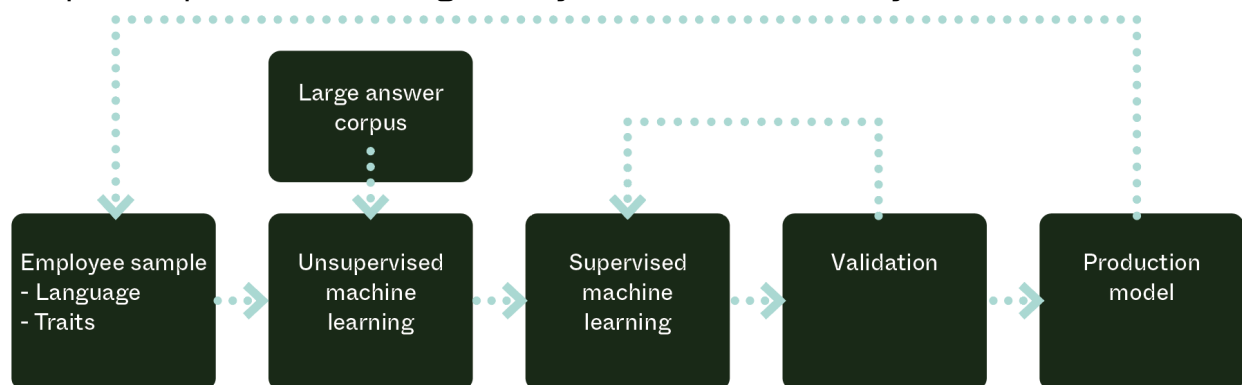 Large answer
corpus
Employee sample
- Language
- Traits
Unsupervised
machine
learning
Supervised
machine
learning
Validation
Production
model